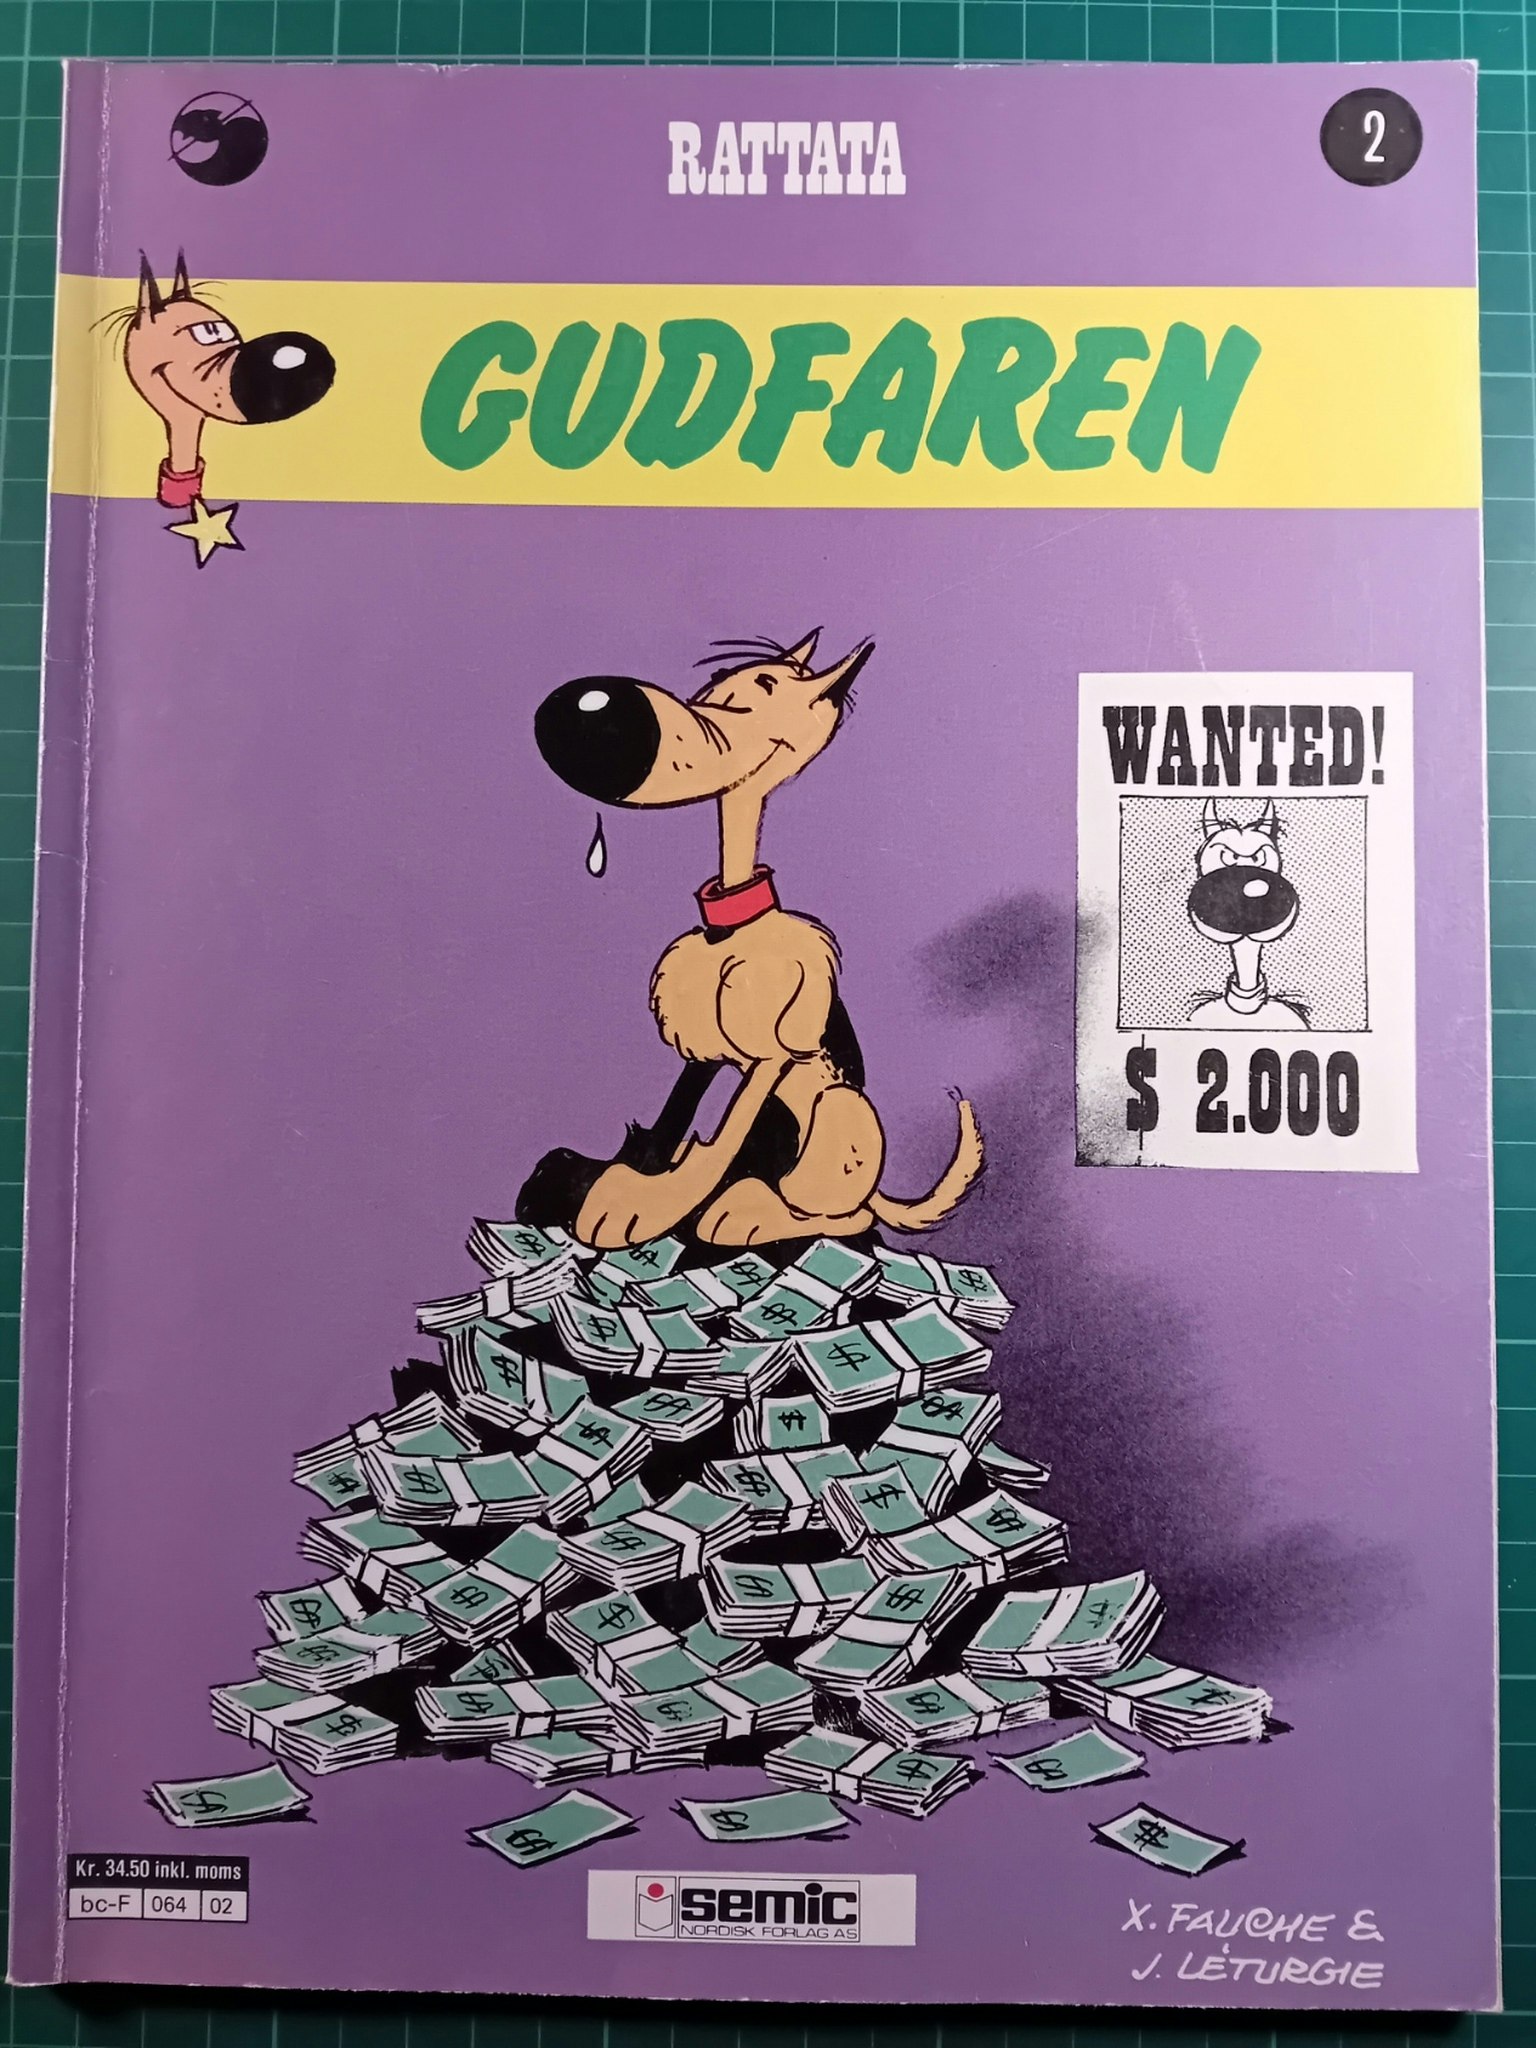 RATTATA
2
GUDFAREN
WANTED!
$ 2.000
Kr. 34.50 inkl. moms
bc-F 064 02
semic
NORDISK FORLAG AS
X. FAUCHE &
J. LÉTURGIE